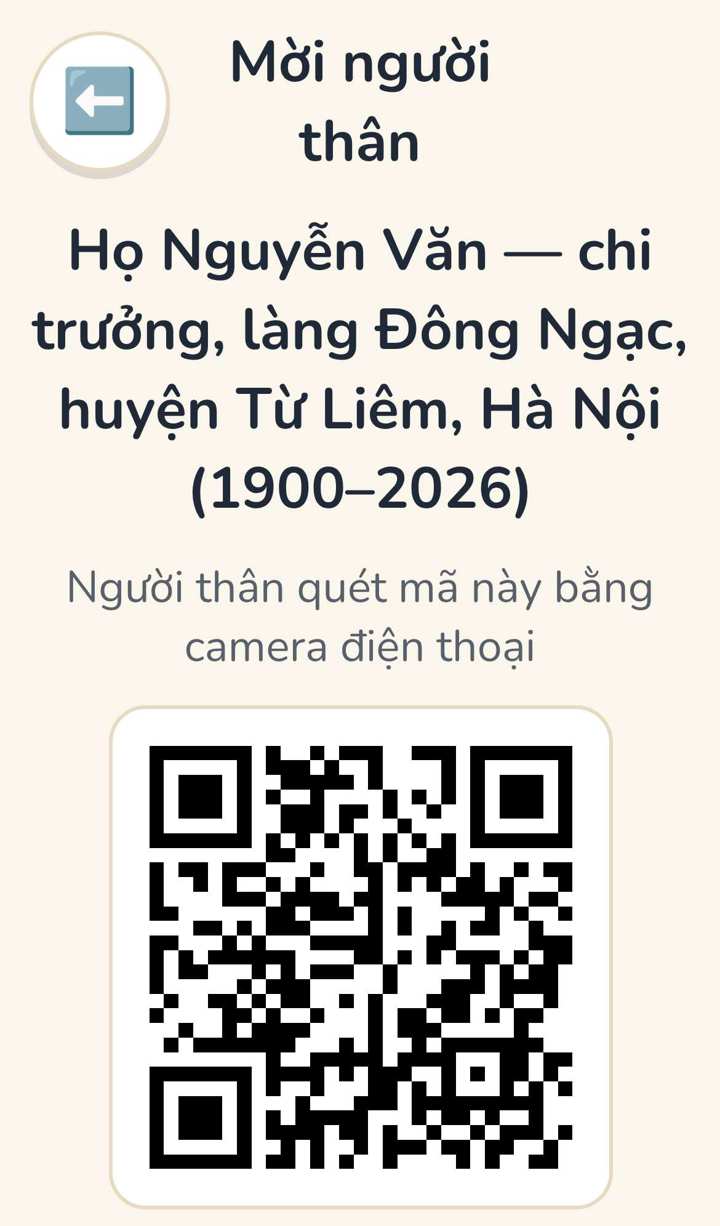 Mời người
thân
Họ Nguyễn Văn — chi
trưởng, làng Đông Ngạc,
huyện Từ Liêm, Hà Nội
(1900–2026)
Người thân quét mã này bằng
camera điện thoại